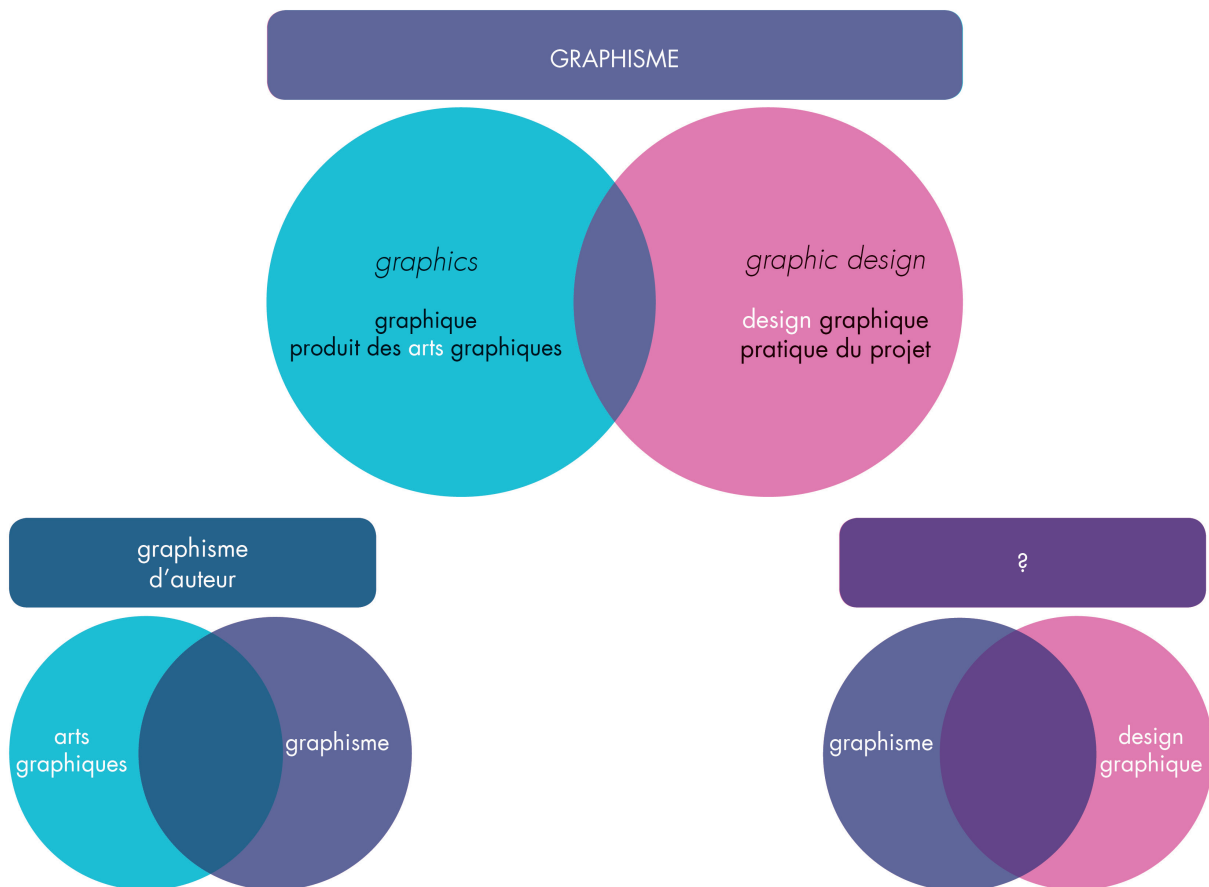 GRAPHISME
graphics
graphique
produit des arts graphiques
graphic design
design graphique
pratique du projet
graphisme
d’auteur
arts
graphiques
graphisme
?
graphisme
design
graphique